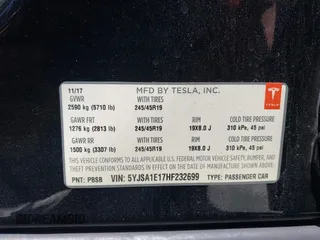 11/17 MFD BY TESLA, INC.
GVWR WITH TIRES
2590 kg (5710 lb) 245/45R19
GAWR FRT WITH TIRES RIM COLD TIRE PRESSURE
1276 kg (2813 lb) 245/45R19 19X8.0 J 310 kPa, 45 psi
GAWR RR WITH TIRES RIM COLD TIRE PRESSURE
1500 kg (3307 lb) 245/45R19 19X8.0 J 310 kPa, 45 psi
THIS VEHICLE CONFORMS TO ALL APPLICABLE U.S. FEDERAL MOTOR VEHICLE SAFETY, BUMPER, AND
THEFT PREVENTION STANDARDS IN EFFECT ON THE DATE OF MANUFACTURE SHOWN ABOVE.
PNT: PBSB VIN: 5YJSA1E17HF232699 TYPE: PASSENGER CAR
TESLA